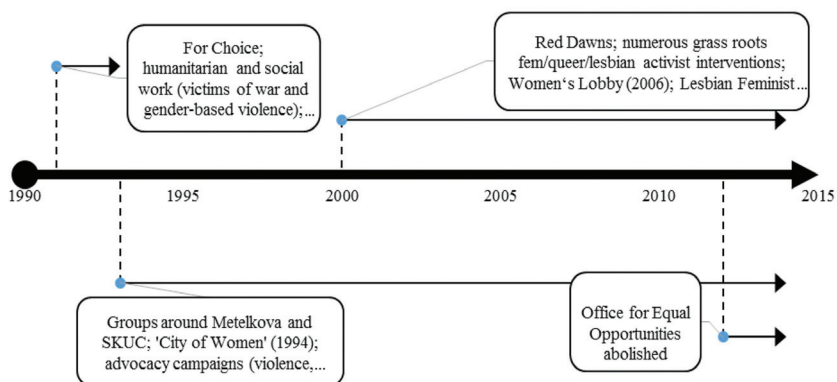 For Choice;
humanitarian and social
work (victims of war and
gender-based violence);...
Red Dawns; numerous grass roots
fem/queer/lesbian activist interventions;
Women‘s Lobby (2006); Lesbian Feminist...
1990
1995
2000
2005
2010
2015
Groups around Metelkova and
SKUC; 'City of Women' (1994);
advocacy campaigns (violence,...
Office for Equal
Opportunities
abolished